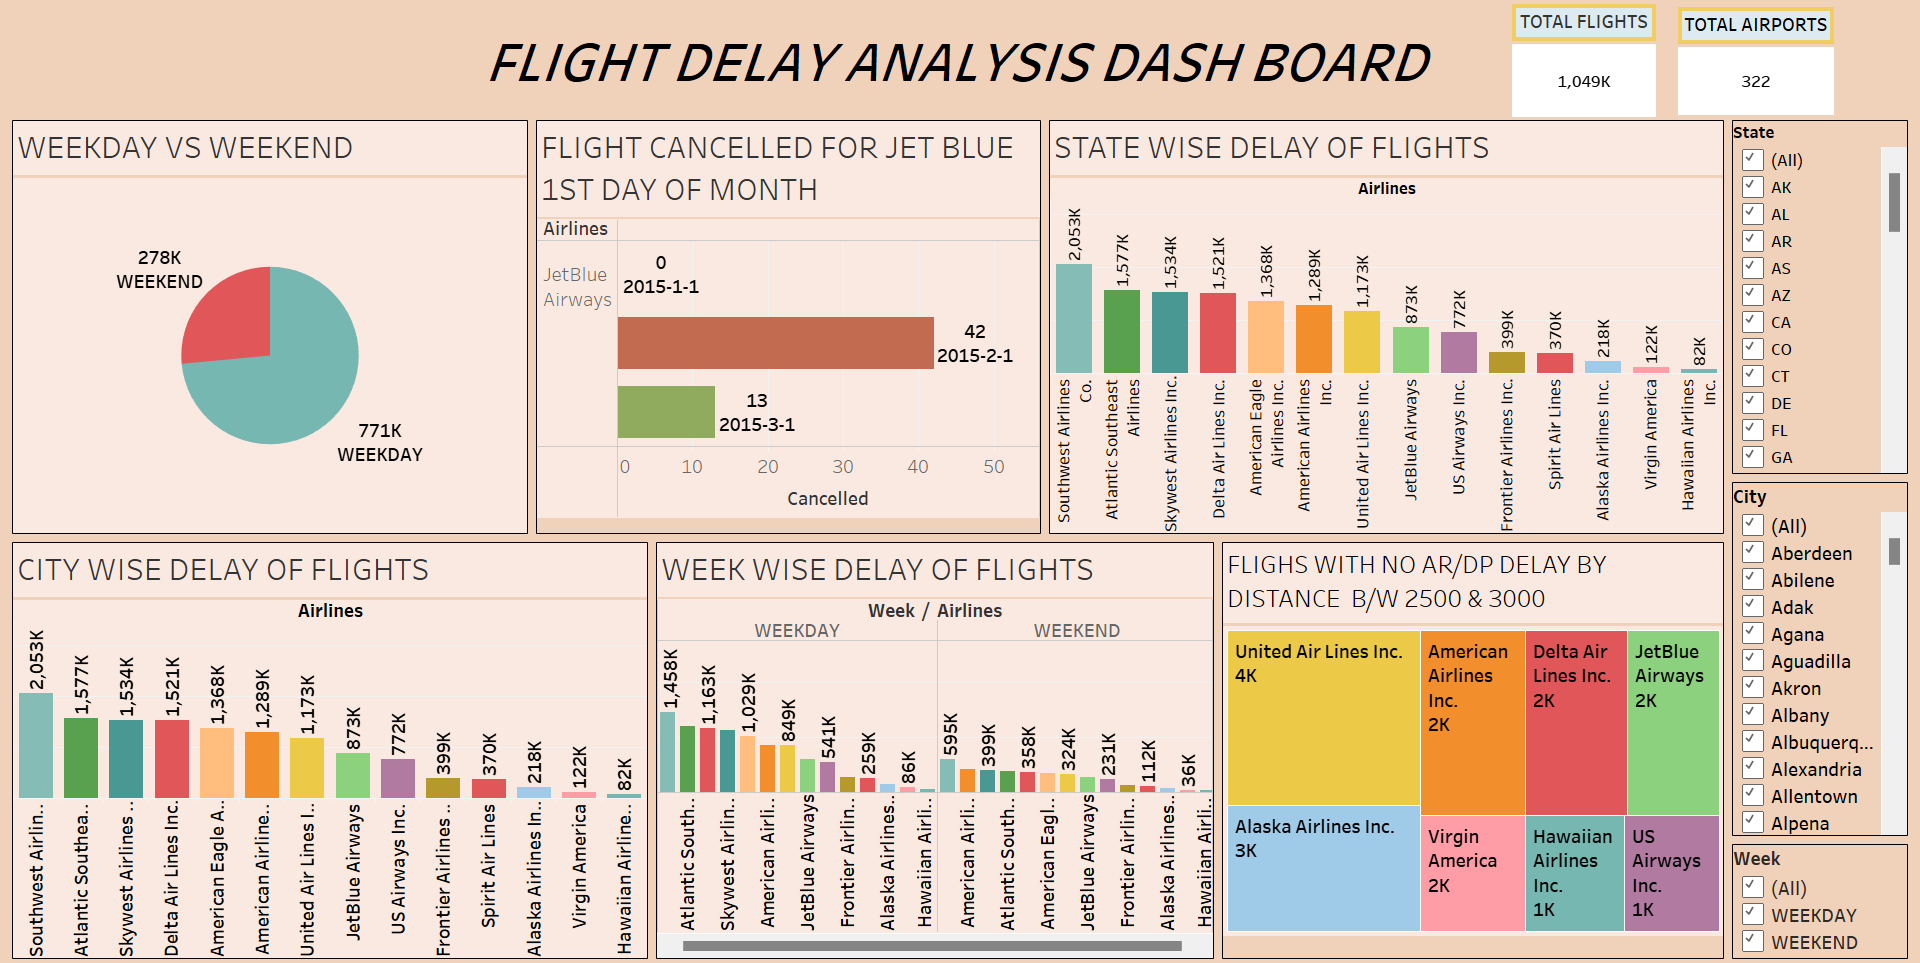 FLIGHT DELAY ANALYSIS DASH BOARD
TOTAL FLIGHTS
1,049K
TOTAL AIRPORTS
322
WEEKDAY VS WEEKEND
278K
WEEKEND
771K
WEEKDAY
FLIGHT CANCELLED FOR JET BLUE
1ST DAY OF MONTH
Airlines
JetBlue
Airways
0
2015-1-1
42
2015-2-1
13
2015-3-1
0 10 20 30 40 50
Cancelled
STATE WISE DELAY OF FLIGHTS
Airlines
2,053K
1,577K
1,534K
1,521K
1,368K
1,289K
1,173K
873K
772K
399K
370K
218K
122K
82K
Southwest Airlines
Co.
Atlantic Southeast
Airlines
Skywest Airlines Inc.
Delta Air Lines Inc.
American Eagle
Airlines Inc.
American Airlines
Inc.
United Air Lines Inc.
JetBlue Airways
US Airways Inc.
Frontier Airlines Inc.
Spirit Air Lines
Alaska Airlines Inc.
Virgin America
Hawaiian Airlines
Inc.
State
(All)
AK
AL
AR
AS
AZ
CA
CO
CT
DE
FL
GA
CITY WISE DELAY OF FLIGHTS
Airlines
2,053K
1,577K
1,534K
1,521K
1,368K
1,289K
1,173K
873K
772K
399K
370K
218K
122K
82K
Southwest Airlin..
Atlantic Southea..
Skywest Airlines ..
Delta Air Lines Inc.
American Eagle A..
American Airline..
United Air Lines I..
JetBlue Airways
US Airways Inc.
Frontier Airlines ..
Spirit Air Lines
Alaska Airlines In..
Virgin America
Hawaiian Airline..
WEEK WISE DELAY OF FLIGHTS
Week / Airlines
WEEKDAY
WEEKEND
1,458K
1,163K
1,029K
849K
541K
259K
86K
595K
399K
358K
324K
231K
112K
36K
Atlantic South..
Skywest Airlin..
American Airli..
JetBlue Airways
Frontier Airlin..
Alaska Airlines..
Hawaiian Airli..
American Airli..
Atlantic South..
American Eagl..
JetBlue Airways
Frontier Airlin..
Alaska Airlines..
Hawaiian Airli..
FLIGHS WITH NO AR/DP DELAY BY
DISTANCE B/W 2500 & 3000
United Air Lines Inc.
4K
American
Airlines
Inc.
2K
Delta Air
Lines Inc.
2K
JetBlue
Airways
2K
Alaska Airlines Inc.
3K
Virgin
America
2K
Hawaiian
Airlines
Inc.
1K
US
Airways
Inc.
1K
City
(All)
Aberdeen
Abilene
Adak
Agana
Aguadilla
Akron
Albany
Albuquerq...
Alexandria
Allentown
Alpena
Week
(All)
WEEKDAY
WEEKEND